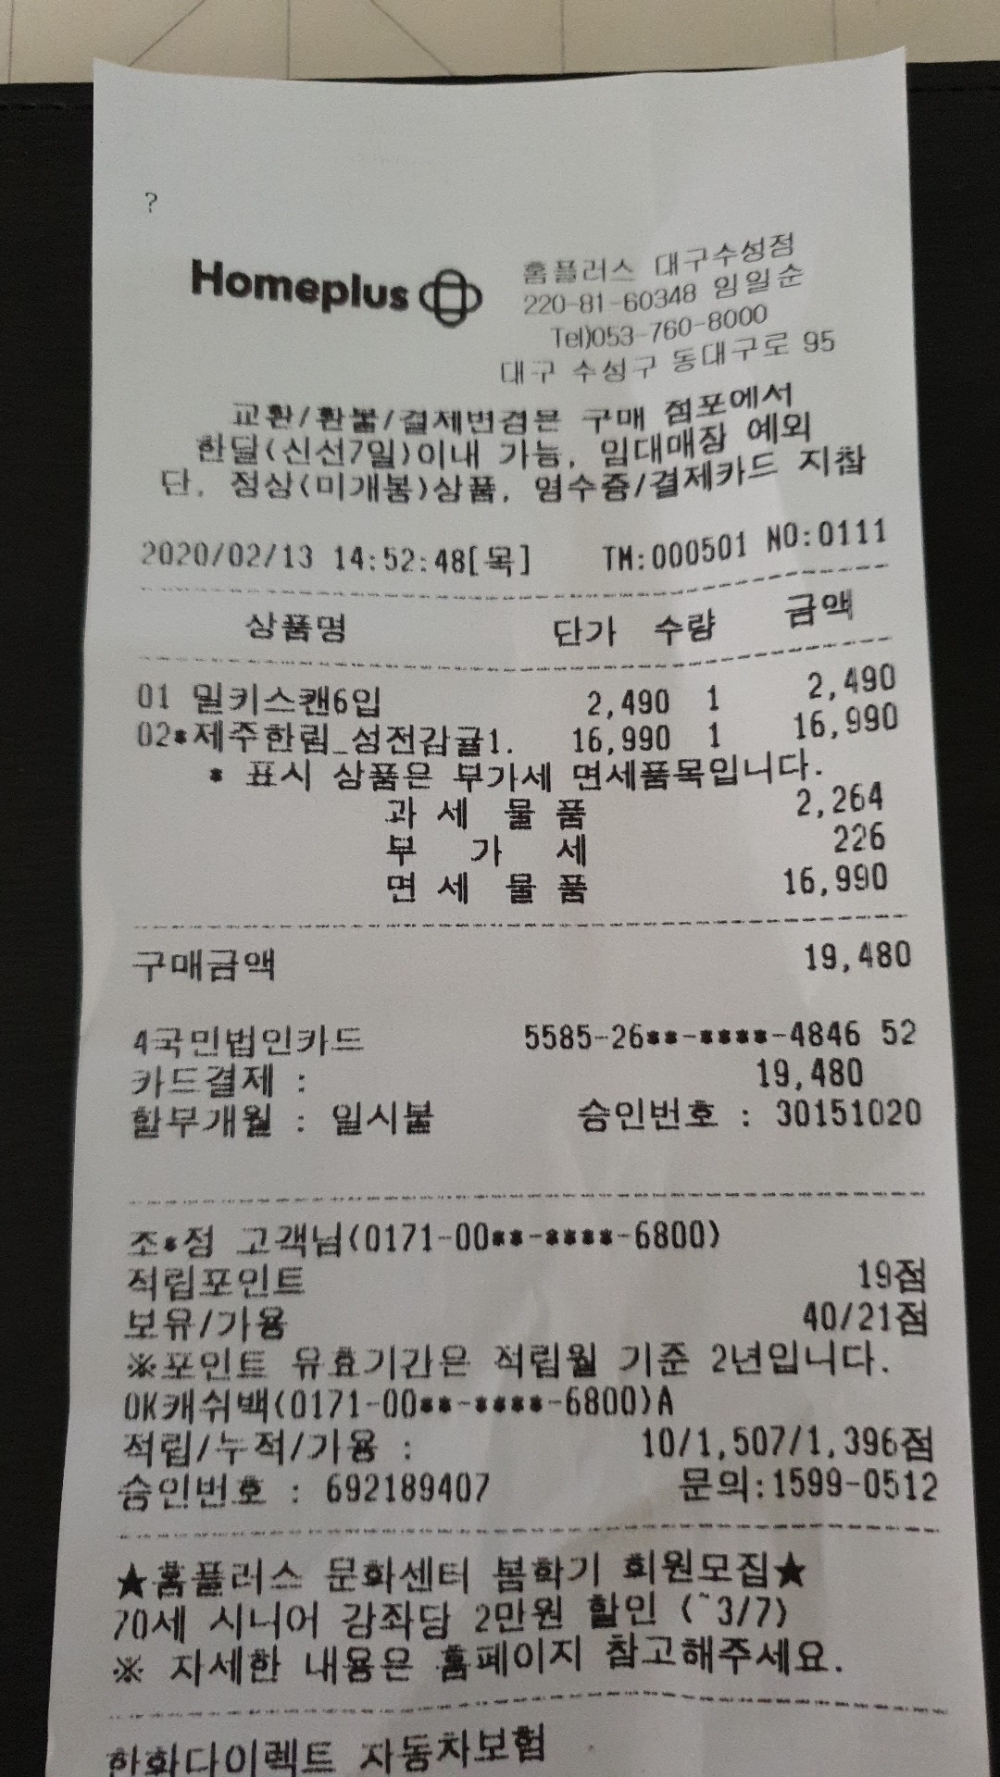 ?
Homeplus
홈플러스 대구수성점
220-81-60348 임일순
Tel)053-760-8000
대구 수성구 동대구로 95
교환/환불/결제변경은 구매 점포에서
한달(신선7일)이내 가능, 임대매장 예외
단, 정상(미개봉)상품, 영수증/결제카드 지참
2020/02/13 14:52:48[목] TM:000501 NO:0111
상품명 단가 수량 금액
01 밀키스캔6입 2,490 1 2,490
02*제주한림_성전감귤1. 16,990 1 16,990
* 표시 상품은 부가세 면세품목입니다.
과 세 물 품 2,264
부 가 세 226
면 세 물 품 16,990
구매금액 19,480
4국민법인카드 5585-26**-****-4846 52
카드결제 : 19,480
할부개월 : 일시불 승인번호 : 30151020
조*정 고객님(0171-00**-****-6800)
적립포인트 19점
보유/가용 40/21점
※포인트 유효기간은 적립월 기준 2년입니다.
OK캐쉬백(0171-00**-****-6800)A
적립/누적/가용 : 10/1,507/1,396점
승인번호 : 692189407 문의:1599-0512
★홈플러스 문화센터 봄학기 회원모집★
70세 시니어 강좌당 2만원 할인 (~3/7)
※ 자세한 내용은 홈페이지 참고해주세요.
한화다이렉트 자동차보험